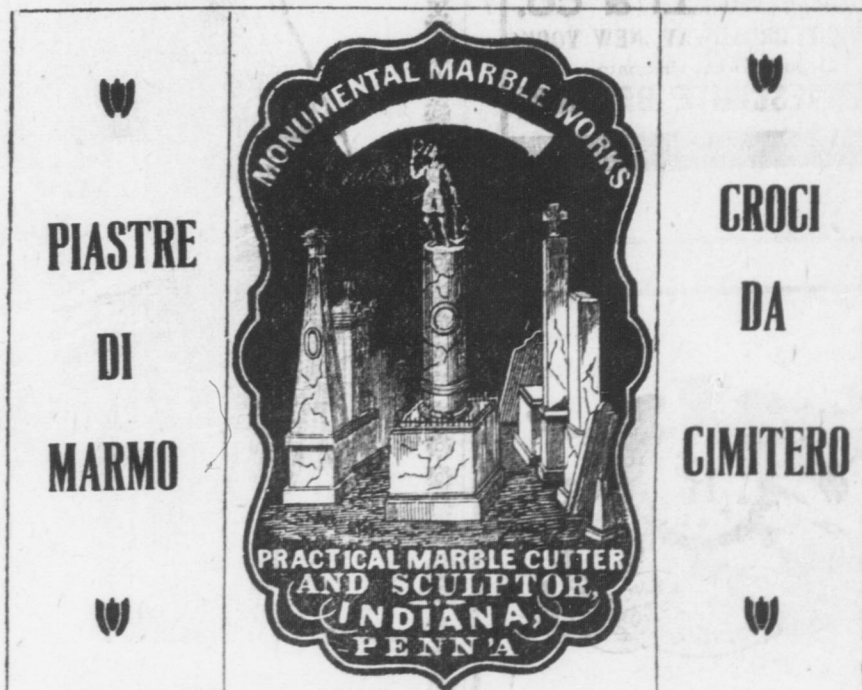 PIASTRE
DI
MARMO
MONUMENTAL MARBLE WORKS
PRACTICAL MARBLE CUTTER
AND SCULPTOR,
INDIANA,
PENN'A
CROCI
DA
CIMITERO